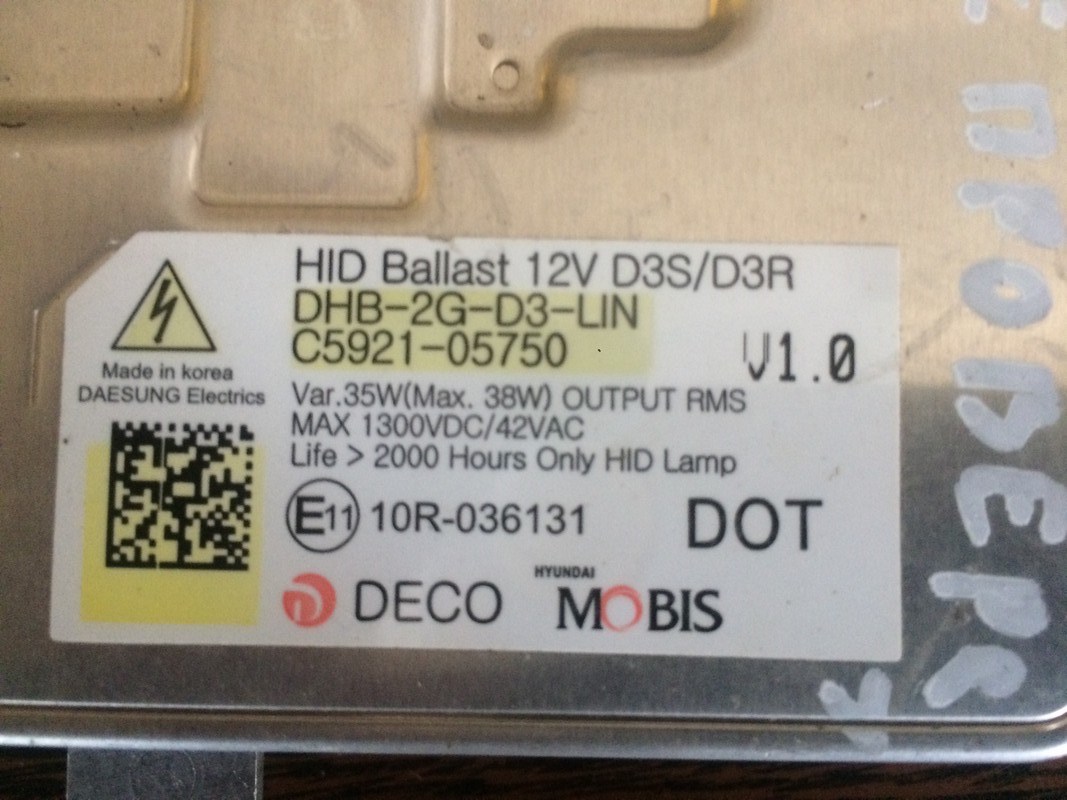 HID Ballast 12V D3S/D3R
DHB-2G-D3-LIN
C5921-05750
V1.0
Made in korea
DAESUNG Electrics
Var.35W(Max. 38W) OUTPUT RMS
MAX 1300VDC/42VAC
Life > 2000 Hours Only HID Lamp
E11 10R-036131
DOT
DECO
HYUNDAI
MOBIS